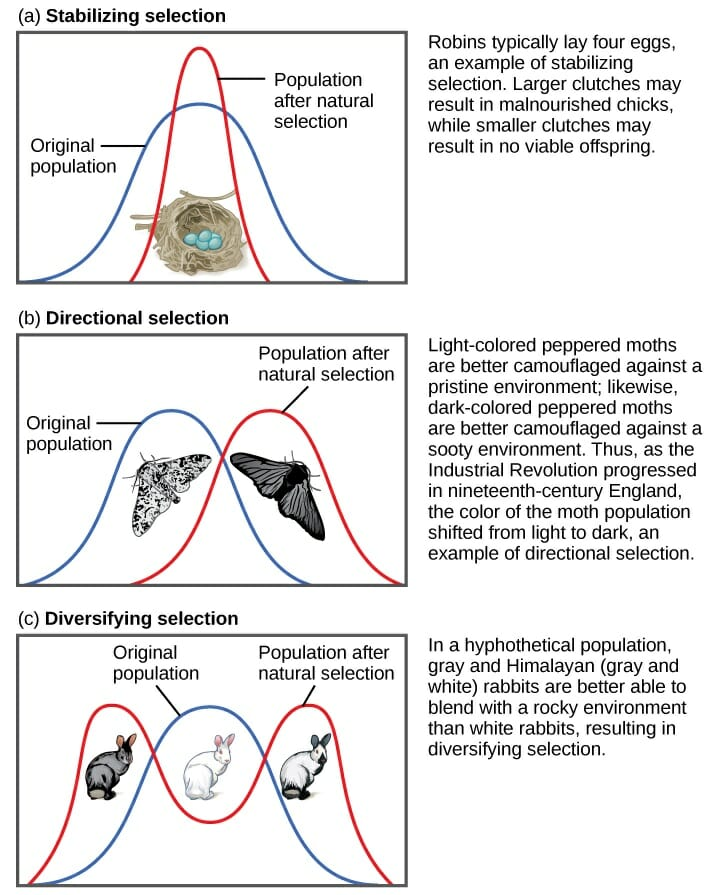 (a) Stabilizing selection
Population
after natural
selection
Original
population
Robins typically lay four eggs,
an example of stabilizing
selection. Larger clutches may
result in malnourished chicks,
while smaller clutches may
result in no viable offspring.
(b) Directional selection
Population after
natural selection
Original
population
Light-colored peppered moths
are better camouflaged against a
pristine environment; likewise,
dark-colored peppered moths
are better camouflaged against a
sooty environment. Thus, as the
Industrial Revolution progressed
in nineteenth-century England,
the color of the moth population
shifted from light to dark, an
example of directional selection.
(c) Diversifying selection
Original
population
Population after
natural selection
In a hyphothetical population,
gray and Himalayan (gray and
white) rabbits are better able to
blend with a rocky environment
than white rabbits, resulting in
diversifying selection.